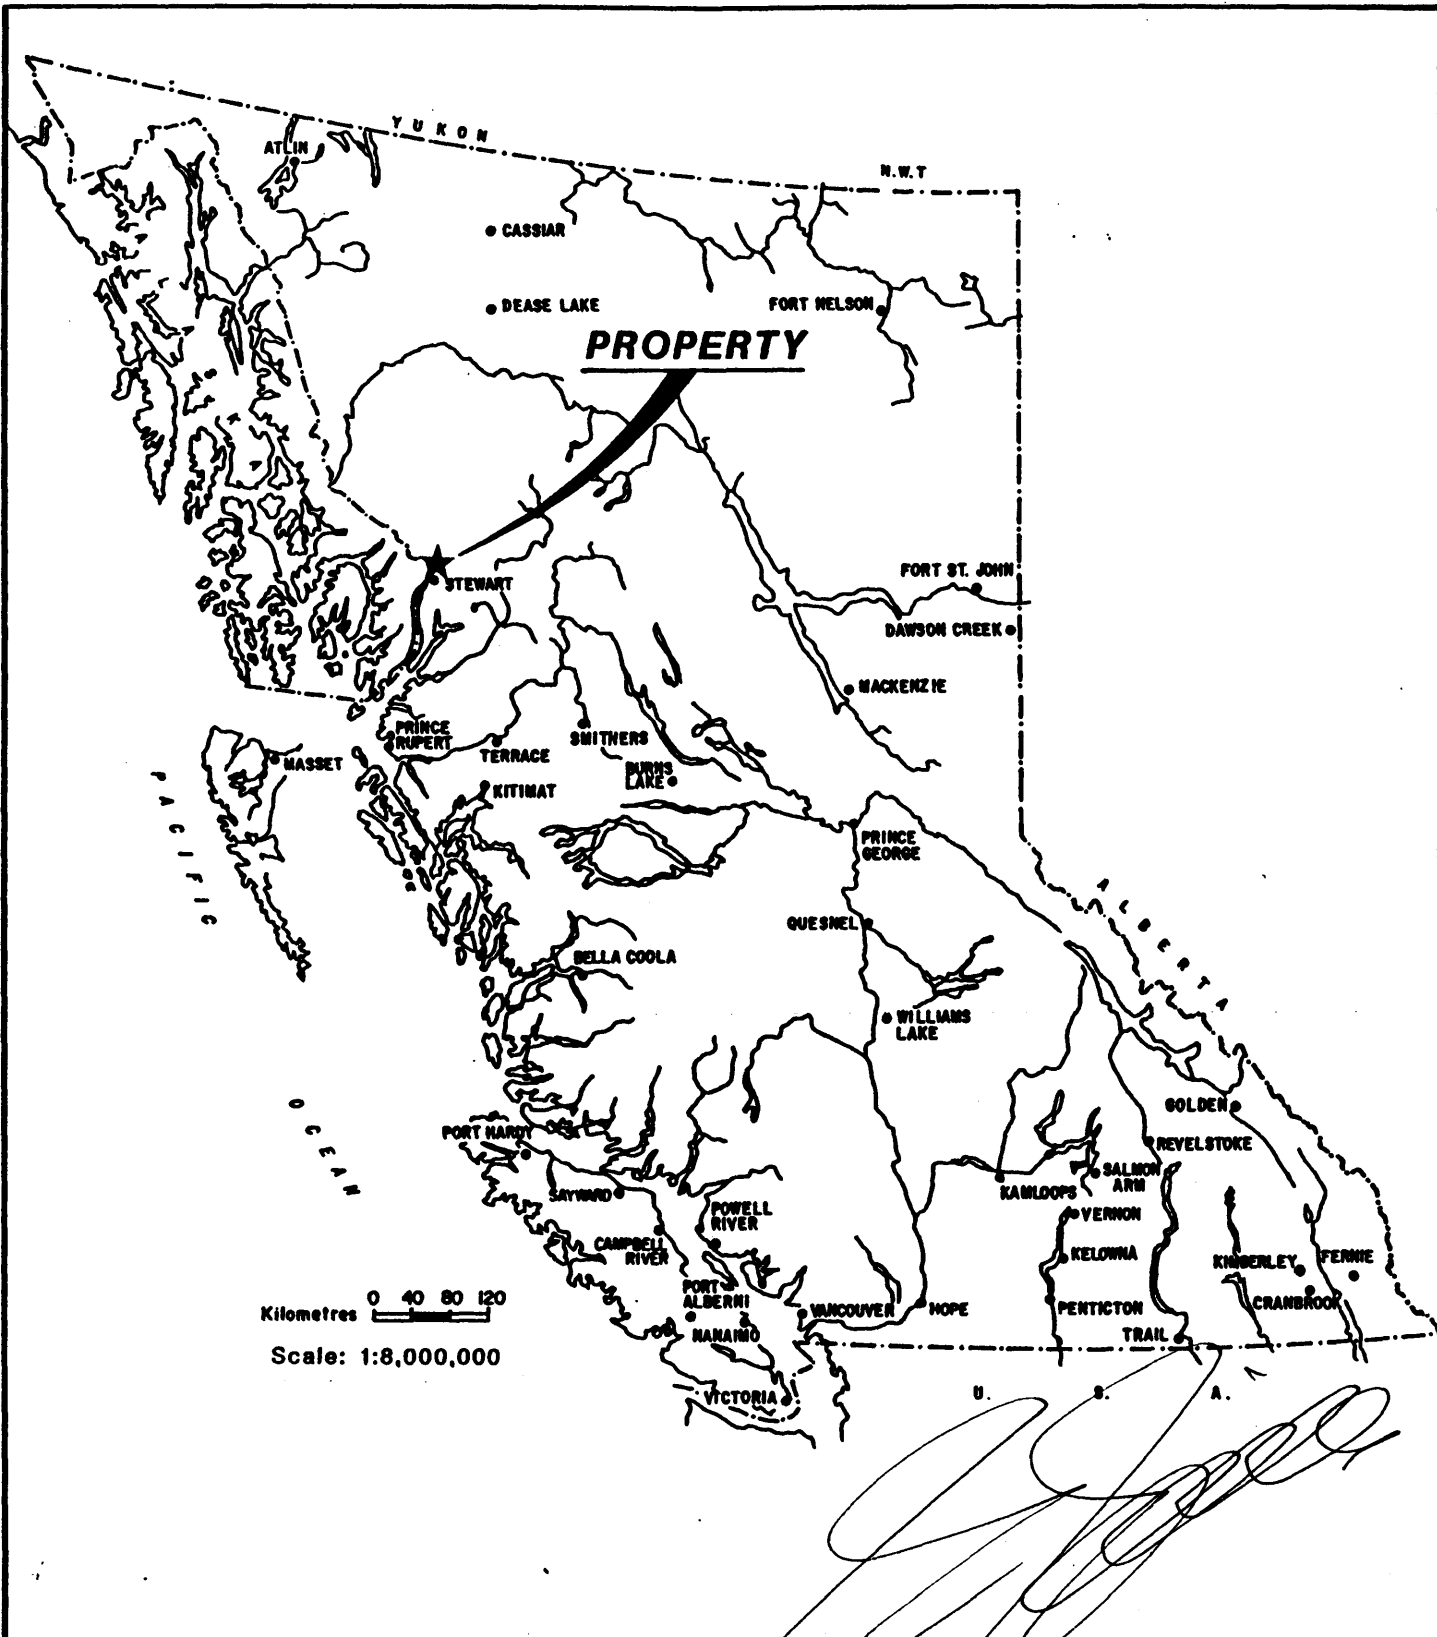 YUKON
N.W.T
ATLIN
CASSIAR
DEASE LAKE
FORT NELSON
PROPERTY
ALASKA
STEWART
FORT ST. JOHN
DAWSON CREEK
MACKENZIE
PRINCE
RUPERT
TERRACE
SMITHERS
MASSET
KITIMAT
BURNS
LAKE
PACIFIC
PRINCE
GEORGE
ALBERTA
QUESNEL
BELLA COOLA
WILLIAMS
LAKE
OCEAN
GOLDEN
PORT HARDY
REVELSTOKE
SALMON
ARM
KAMLOOPS
SAYWARD
POWELL
RIVER
VERNON
CAMPBELL
RIVER
KELOWNA
KIMBERLEY
FERNIE
PORT
ALBERNI
CRANBROOK
Kilometres 0 40 80 120
VANCOUVER
HOPE
PENTICTON
NANAIMO
TRAIL
Scale: 1:8,000,000
VICTORIA
U. S. A.